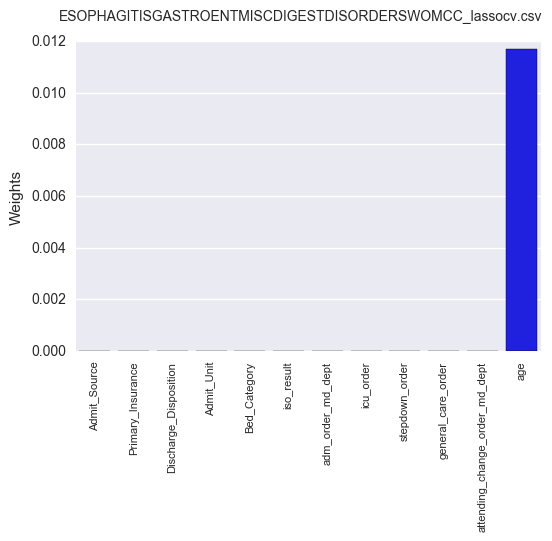 ESOPHAGITISGASTROENTMISCDIGESTDISORDERSWOMCC_lassocv.csv
0.012
0.010
0.008
0.006
0.004
0.002
0.000
Weights
Admit_Source
Primary_Insurance
Discharge_Disposition
Admit_Unit
Bed_Category
iso_result
adm_order_md_dept
icu_order
stepdown_order
general_care_order
attending_change_order_md_dept
age